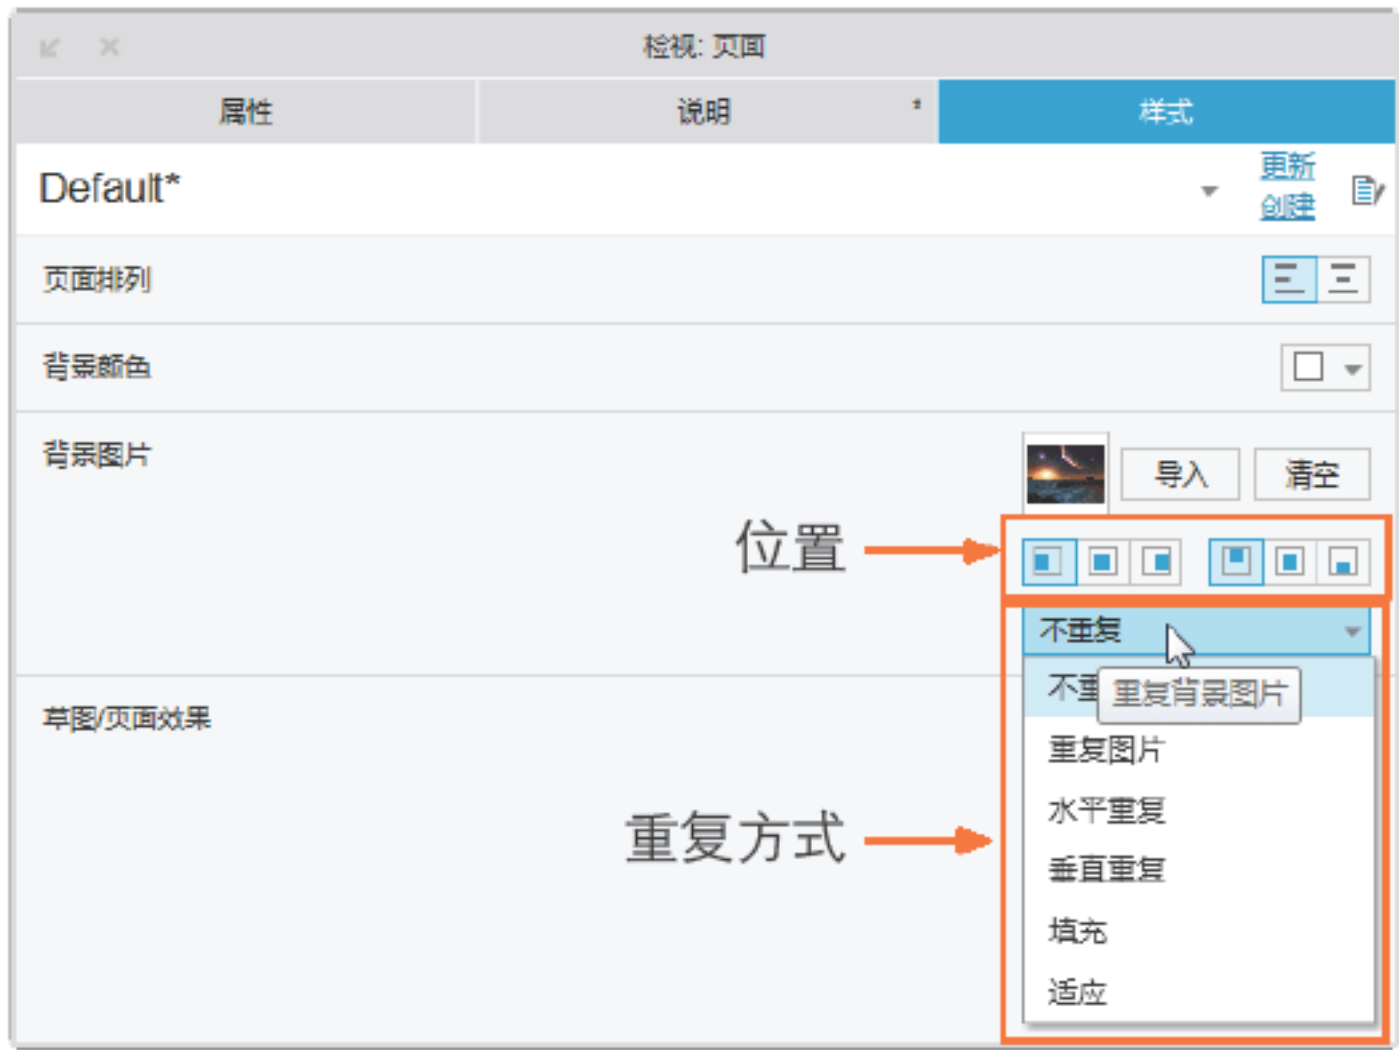 检视: 页面
属性
说明
*
样式
Default*
更新
创建
页面排列
背景颜色
背景图片
导入
清空
位置
不重复
不重
重复背景图片
草图/页面效果
重复图片
水平重复
重复方式
垂直重复
填充
适应